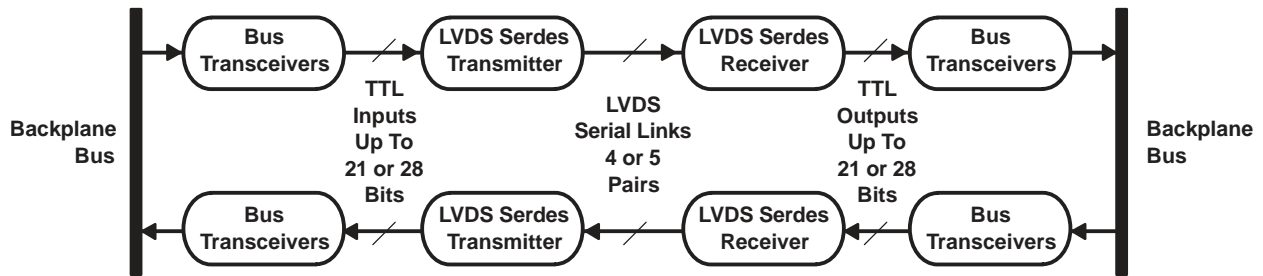 Bus
Transceivers
LVDS Serdes
Transmitter
LVDS Serdes
Receiver
Bus
Transceivers
Backplane
Bus
TTL
Inputs
Up To
21 or 28
Bits
LVDS
Serial Links
4 or 5
Pairs
TTL
Outputs
Up To
21 or 28
Bits
Backplane
Bus
Bus
Transceivers
LVDS Serdes
Transmitter
LVDS Serdes
Receiver
Bus
Transceivers